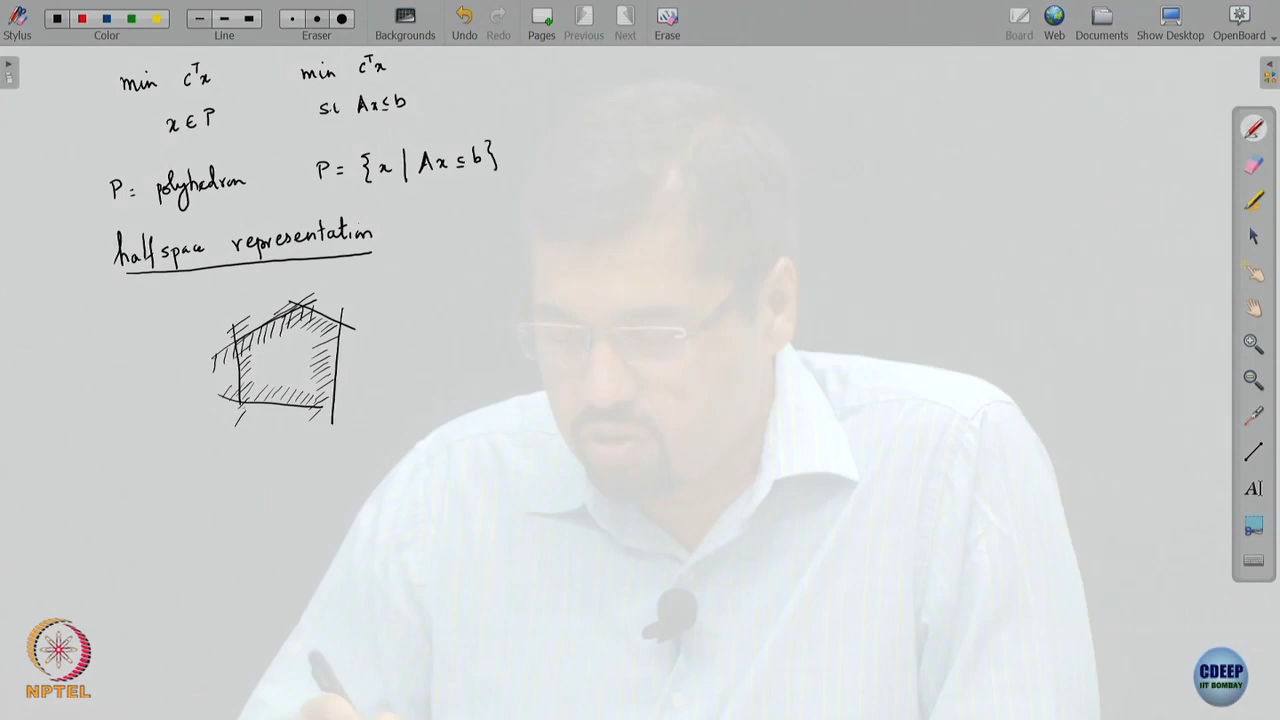 Stylus
Color
Line
Eraser
Backgrounds
Undo
Redo
Pages
Previous
Next
Erase
Board
Web
Documents
Show Desktop
OpenBoard
min cᵀx
x ∈ P
min cᵀx
s.t Ax ≤ b
P = polyhedron
P = {x | Ax ≤ b}
halfspace representation
AI
NPTEL
CDEEP
IIT BOMBAY